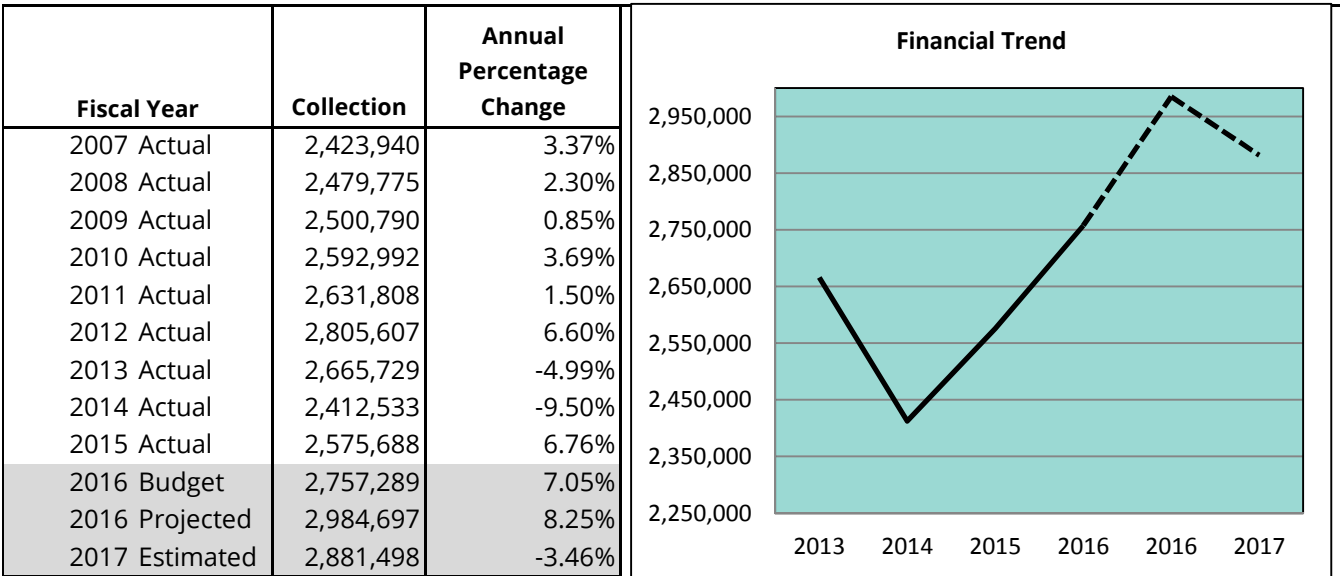 Annual
Percentage
Fiscal Year Collection Change
2007 Actual 2,423,940 3.37%
2008 Actual 2,479,775 2.30%
2009 Actual 2,500,790 0.85%
2010 Actual 2,592,992 3.69%
2011 Actual 2,631,808 1.50%
2012 Actual 2,805,607 6.60%
2013 Actual 2,665,729 -4.99%
2014 Actual 2,412,533 -9.50%
2015 Actual 2,575,688 6.76%
2016 Budget 2,757,289 7.05%
2016 Projected 2,984,697 8.25%
2017 Estimated 2,881,498 -3.46%
Financial Trend
2,950,000
2,850,000
2,750,000
2,650,000
2,550,000
2,450,000
2,350,000
2,250,000
2013 2014 2015 2016 2016 2017